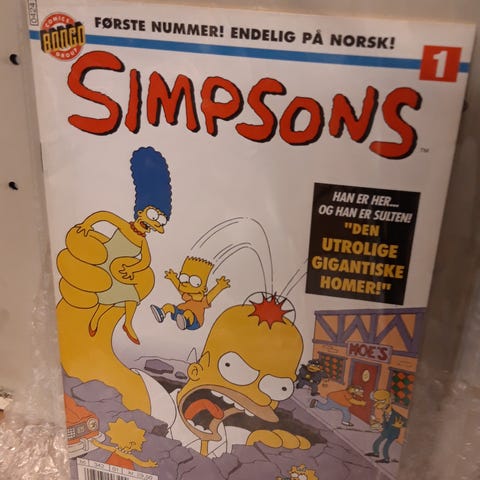 FØRSTE NUMMER! ENDELIG PÅ NORSK!
COMICS
BONGO
GROUP
1
SIMPSONS
TM
HAN ER HER...
OG HAN ER SULTEN!
"DEN
UTROLIGE
GIGANTISKE
HOMER!"
MOE'S